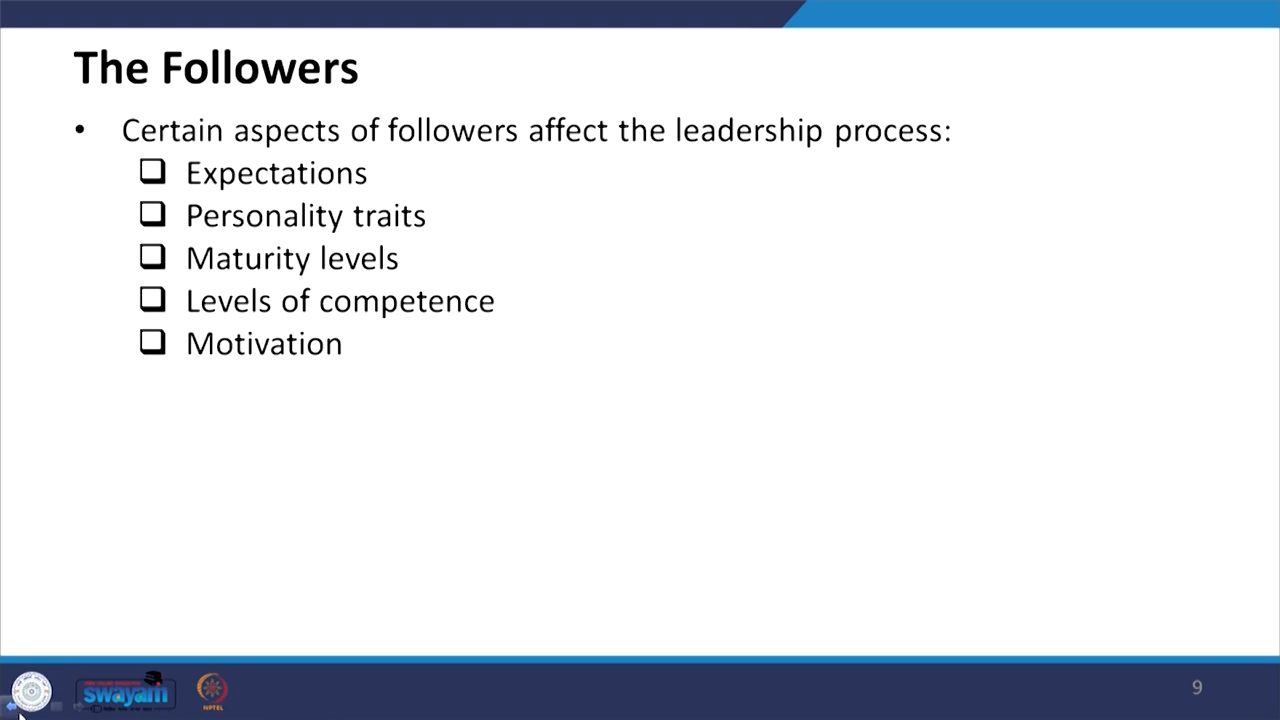 The Followers
• Certain aspects of followers affect the leadership process:
❑ Expectations
❑ Personality traits
❑ Maturity levels
❑ Levels of competence
❑ Motivation
swayam
NPTEL
9